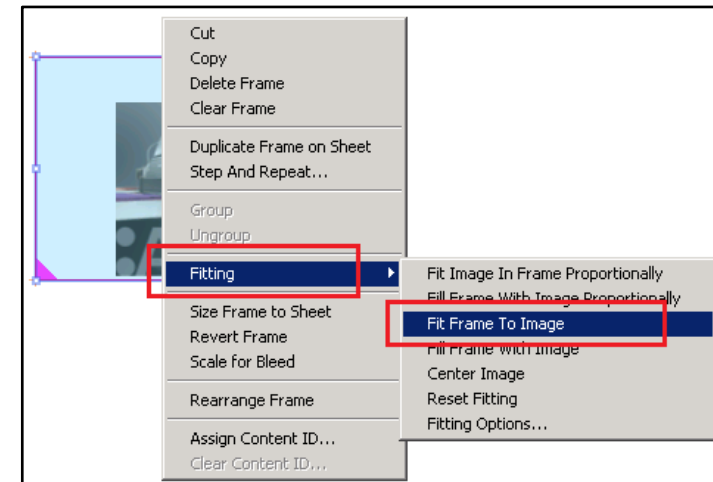 Cut
Copy
Delete Frame
Clear Frame
Duplicate Frame on Sheet
Step And Repeat...
Group
Ungroup
Fitting
Size Frame to Sheet
Revert Frame
Scale for Bleed
Rearrange Frame
Assign Content ID...
Clear Content ID...
Fit Image In Frame Proportionally
Fill Frame With Image Proportionally
Fit Frame To Image
Fill Frame With Image
Center Image
Reset Fitting
Fitting Options...